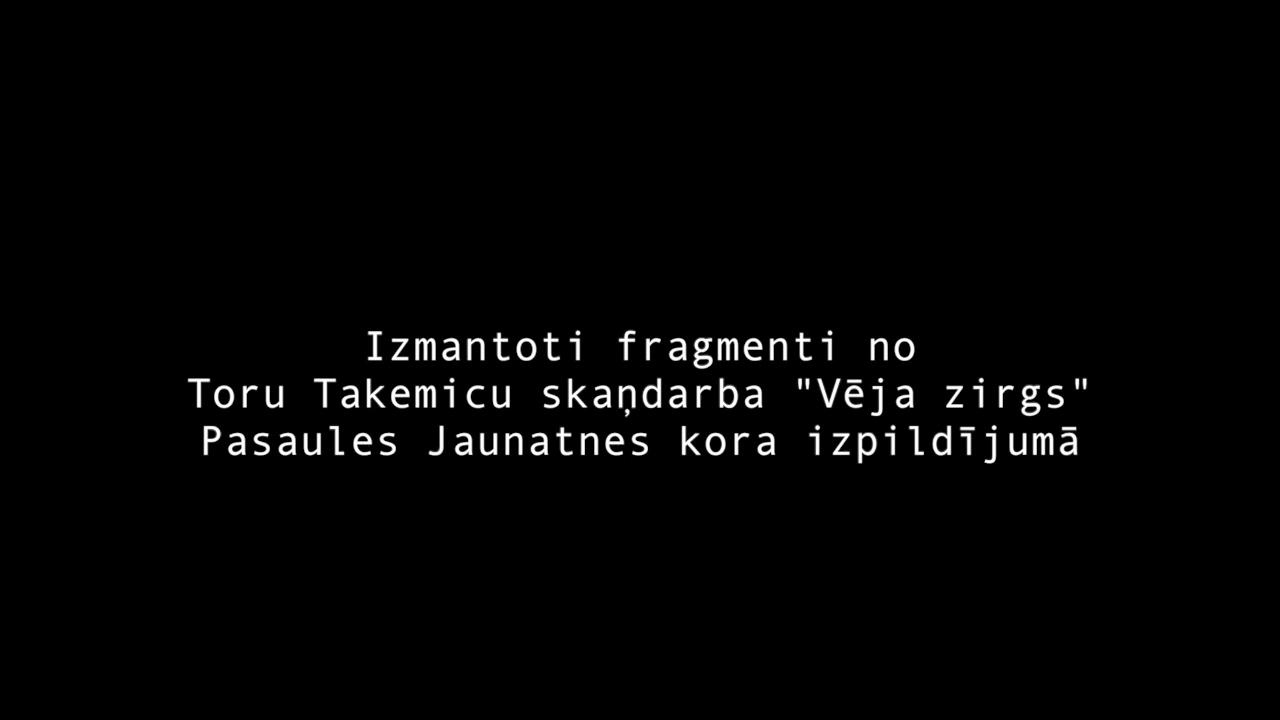 Izmantoti fragmenti no
Toru Takemicu skaņdarba "Vēja zirgs"
Pasaules Jaunatnes kora izpildījumā